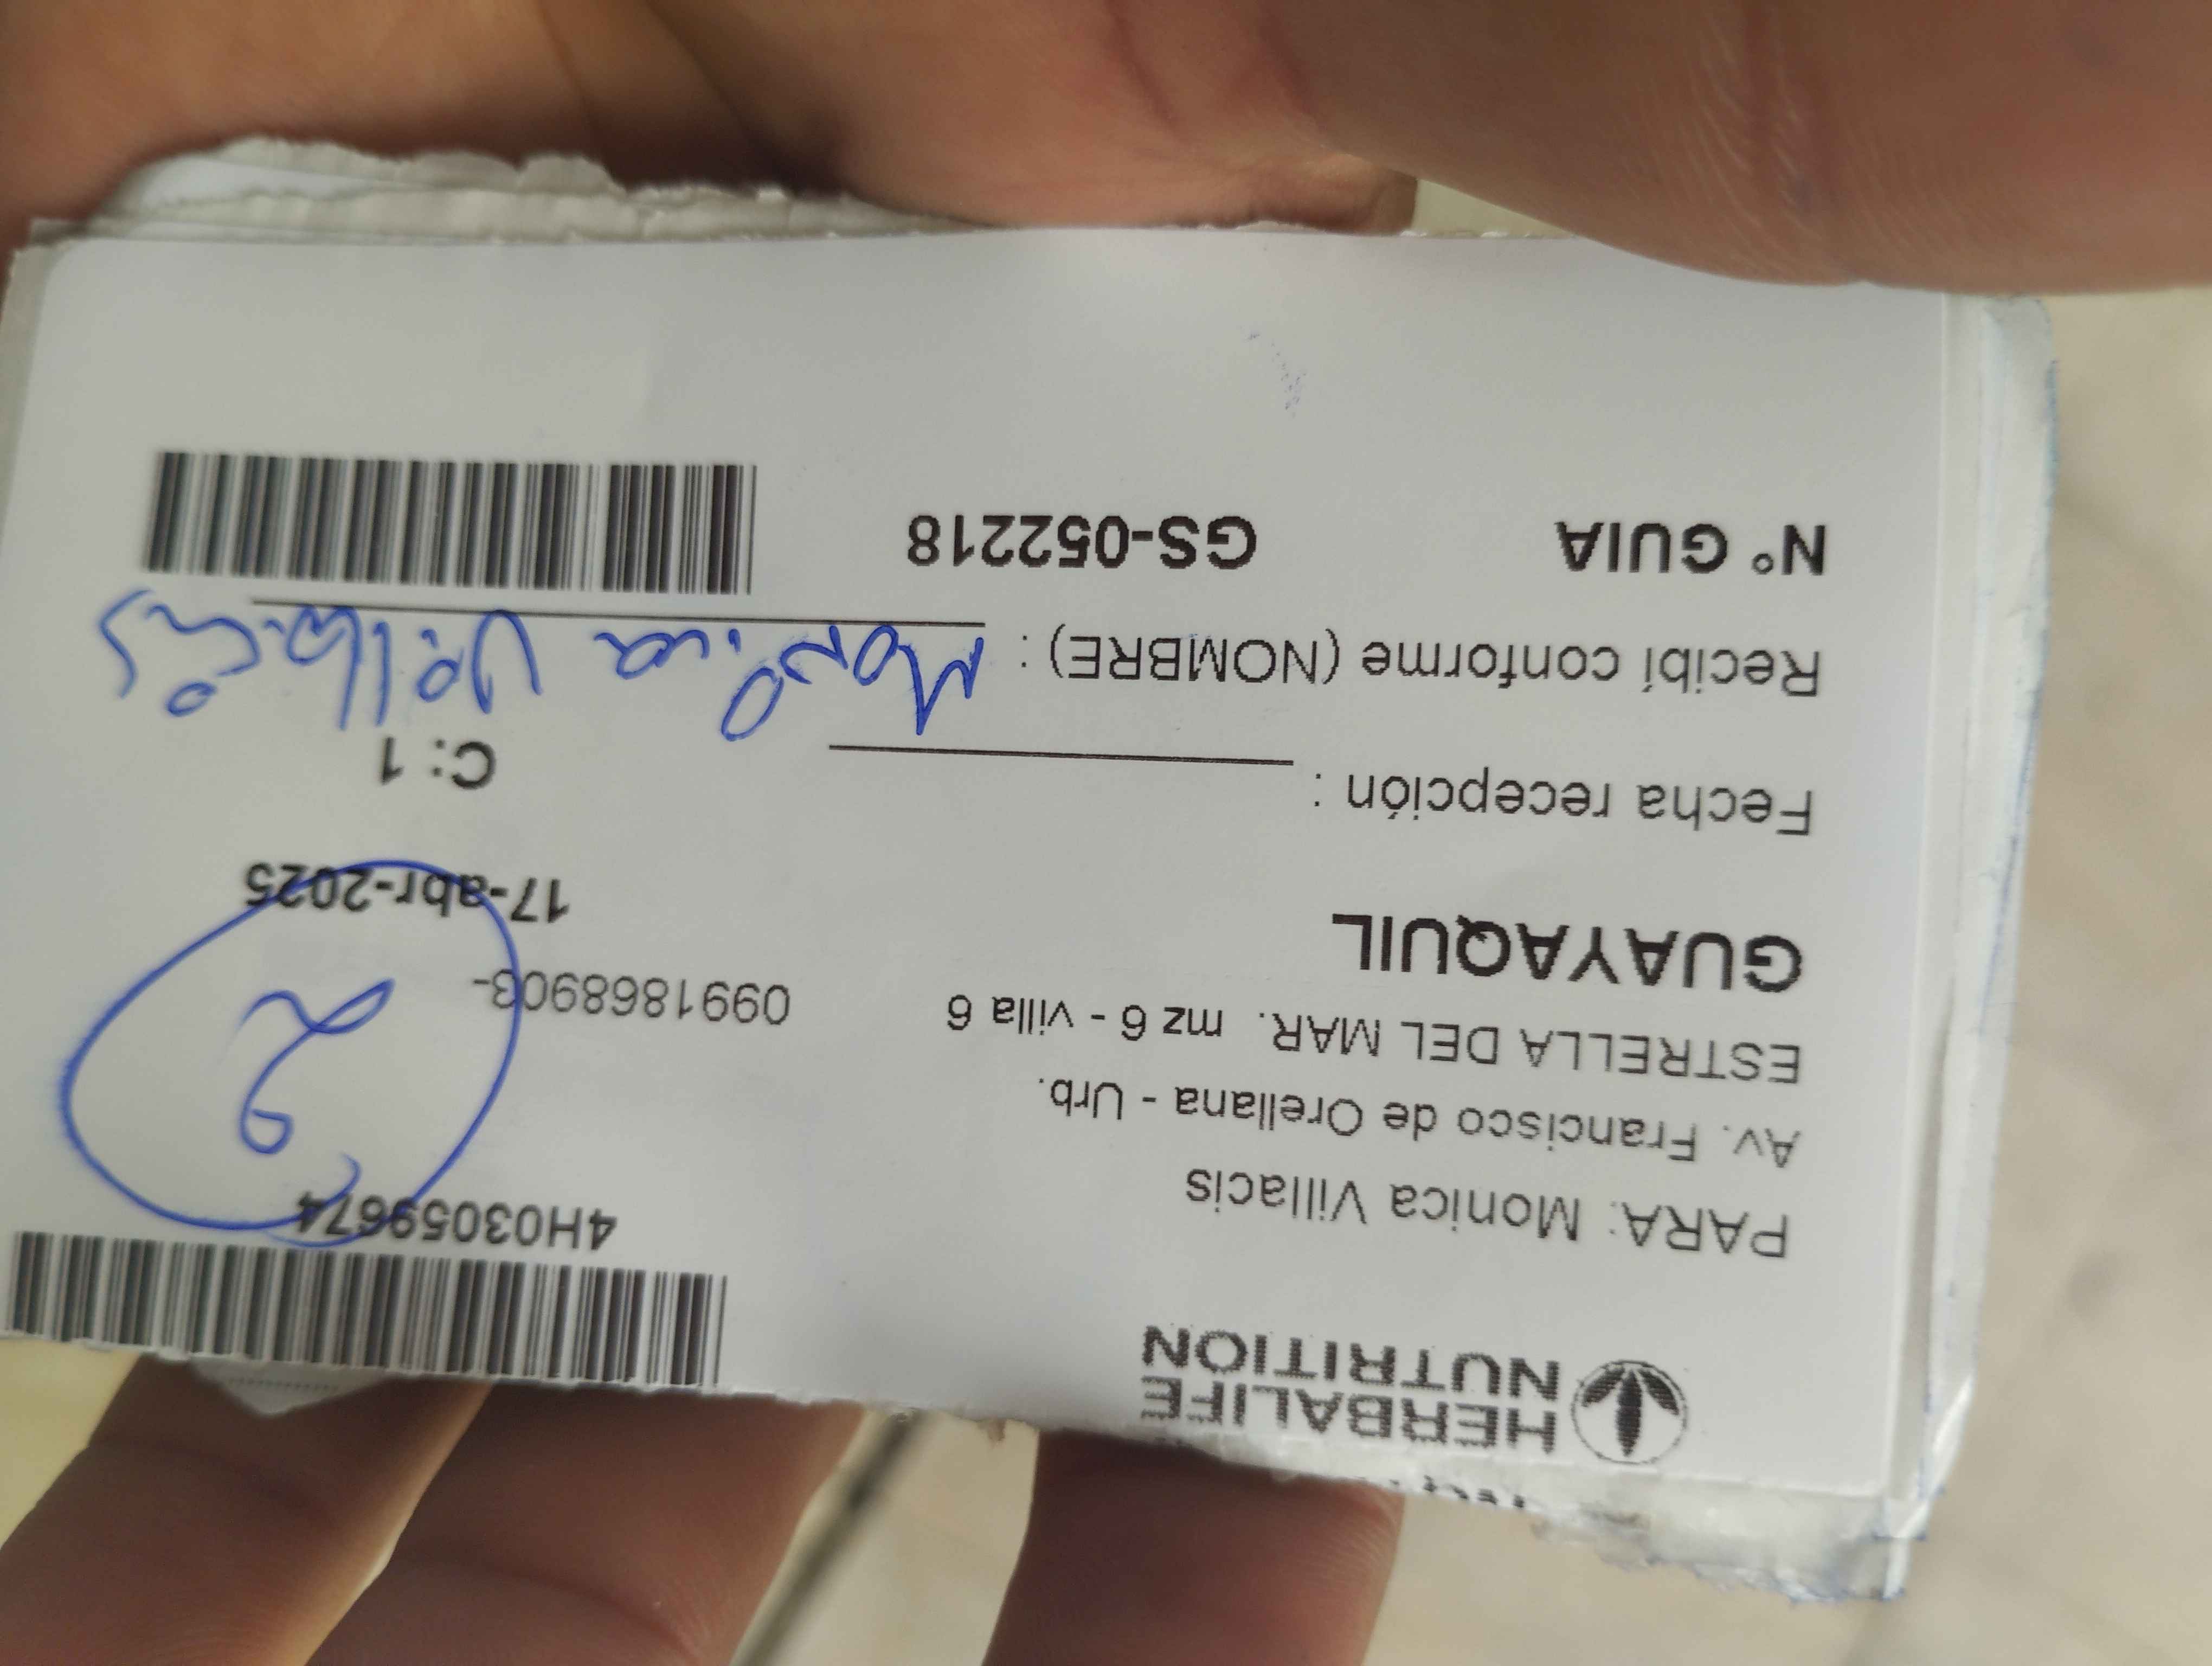 HERBALIFE
NUTRITION
4H03059674
PARA: Monica Villacis
Av. Francisco de Orellana - Urb.
2
ESTRELLA DEL MAR. mz 6 - villa 6
0991868903-
GUAYAQUIL
17-abr-2025
Fecha recepción :
C: 1
Recibí conforme (NOMBRE) : Monica Villacis
N° GUIA GS-052218